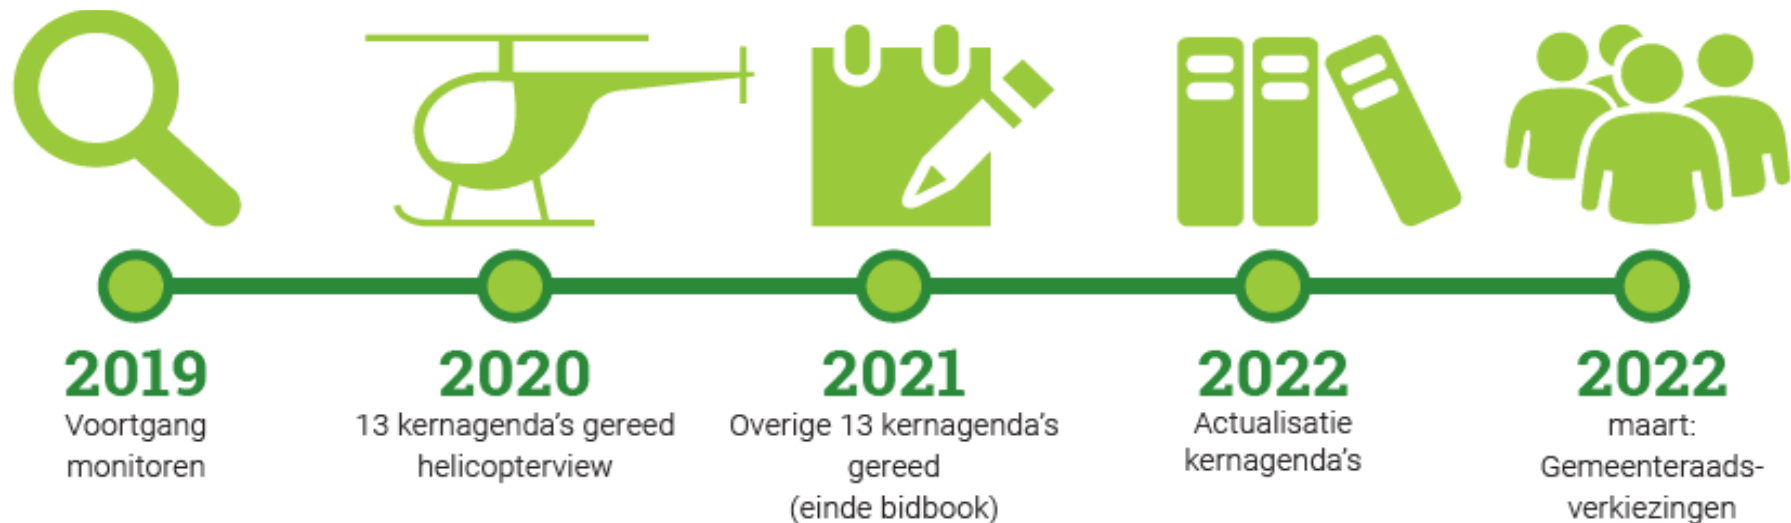 2019
Voortgang
monitoren
2020
13 kernagenda's gereed
helicopterview
2021
Overige 13 kernagenda's
gereed
(einde bidbook)
2022
Actualisatie
kernagenda's
2022
maart:
Gemeenteraads-
verkiezingen